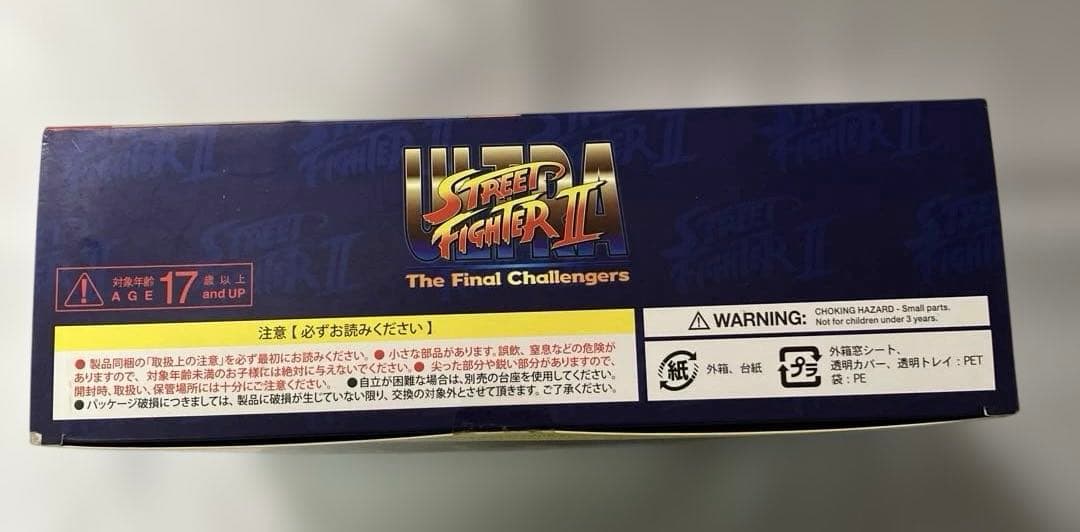 ULTRA
STREET
FIGHTER II
The Final Challengers
対象年齢 17 歳以上
AGE and UP
注意【必ずお読みください】
●製品同梱の「取扱上の注意」を必ず最初にお読みください。●小さな部品があります。誤飲、窒息などの危険が
ありますので、対象年齢未満のお子様には絶対に与えないでください。●尖った部分や鋭い部分がありますので、
開封時、取扱い、保管場所には十分にご注意ください。●自立が困難な場合は、別売の台座を使用してください。
●パッケージ破損につきましては、製品に破損が生じていない限り、交換の対象外とさせて頂きます。ご了承ください。
WARNING: CHOKING HAZARD - Small parts.
Not for children under 3 years.
紙 外箱、台紙
プラ 外箱窓シート、
透明カバー、透明トレイ：PET
袋：PE
STREET
FIGHTER II